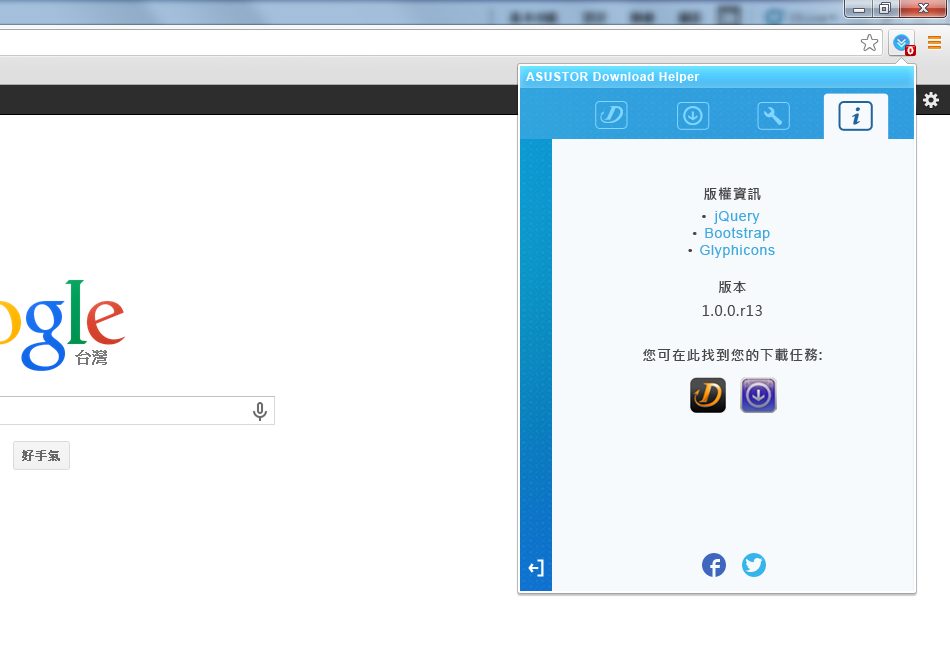 0
ASUSTOR Download Helper
版權資訊
• jQuery
• Bootstrap
• Glyphicons
版本
1.0.0.r13
您可在此找到您的下載任務:
ogle
台灣
好手氣